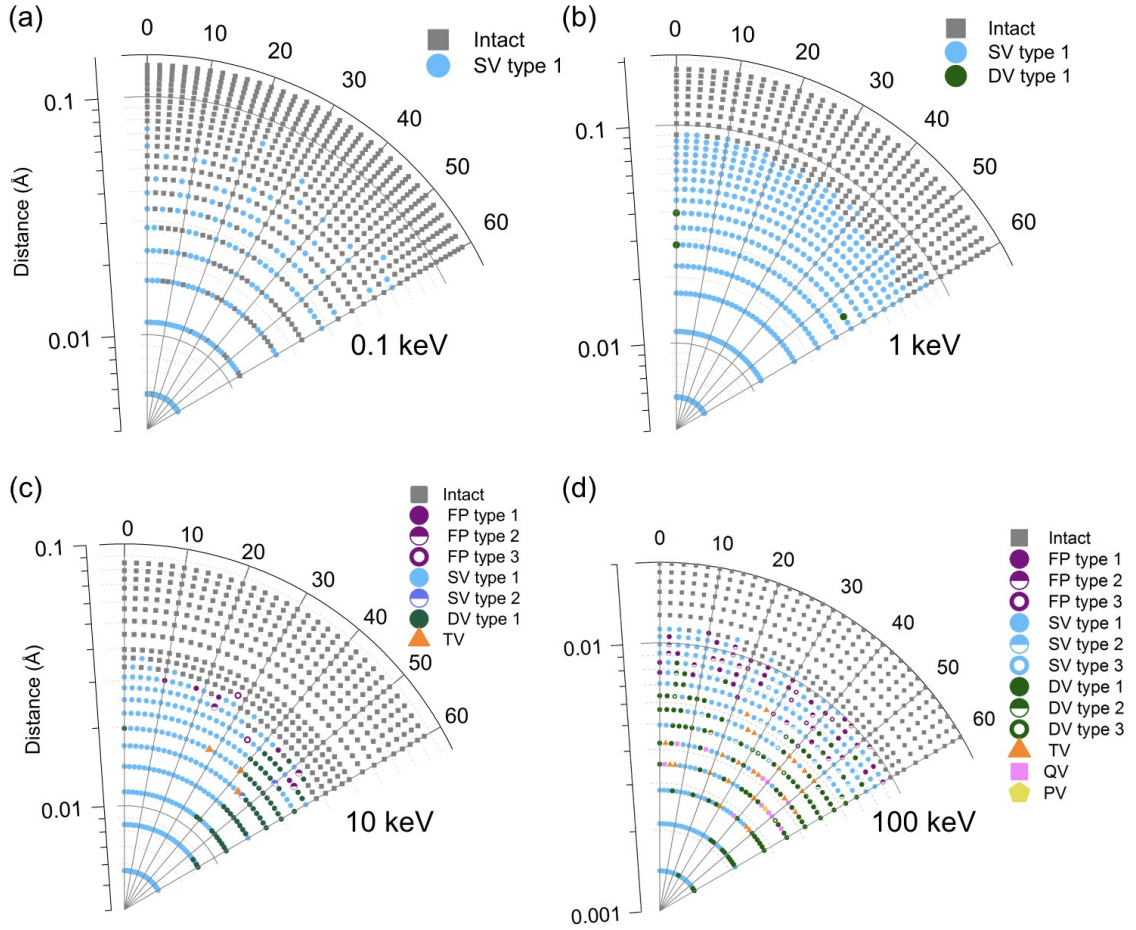 (a)
0
10
20
30
40
50
60
Intact
SV type 1
0.1
0.01
Distance (Å)
0.1 keV
(b)
0
10
20
30
40
50
60
Intact
SV type 1
DV type 1
0.1
0.01
1 keV
(c)
0
10
20
30
40
50
60
Intact
FP type 1
FP type 2
FP type 3
SV type 1
SV type 2
DV type 1
TV
0.1
0.01
Distance (Å)
10 keV
(d)
0
10
20
30
40
50
60
Intact
FP type 1
FP type 2
FP type 3
SV type 1
SV type 2
SV type 3
DV type 1
DV type 2
DV type 3
TV
QV
PV
0.01
0.001
100 keV